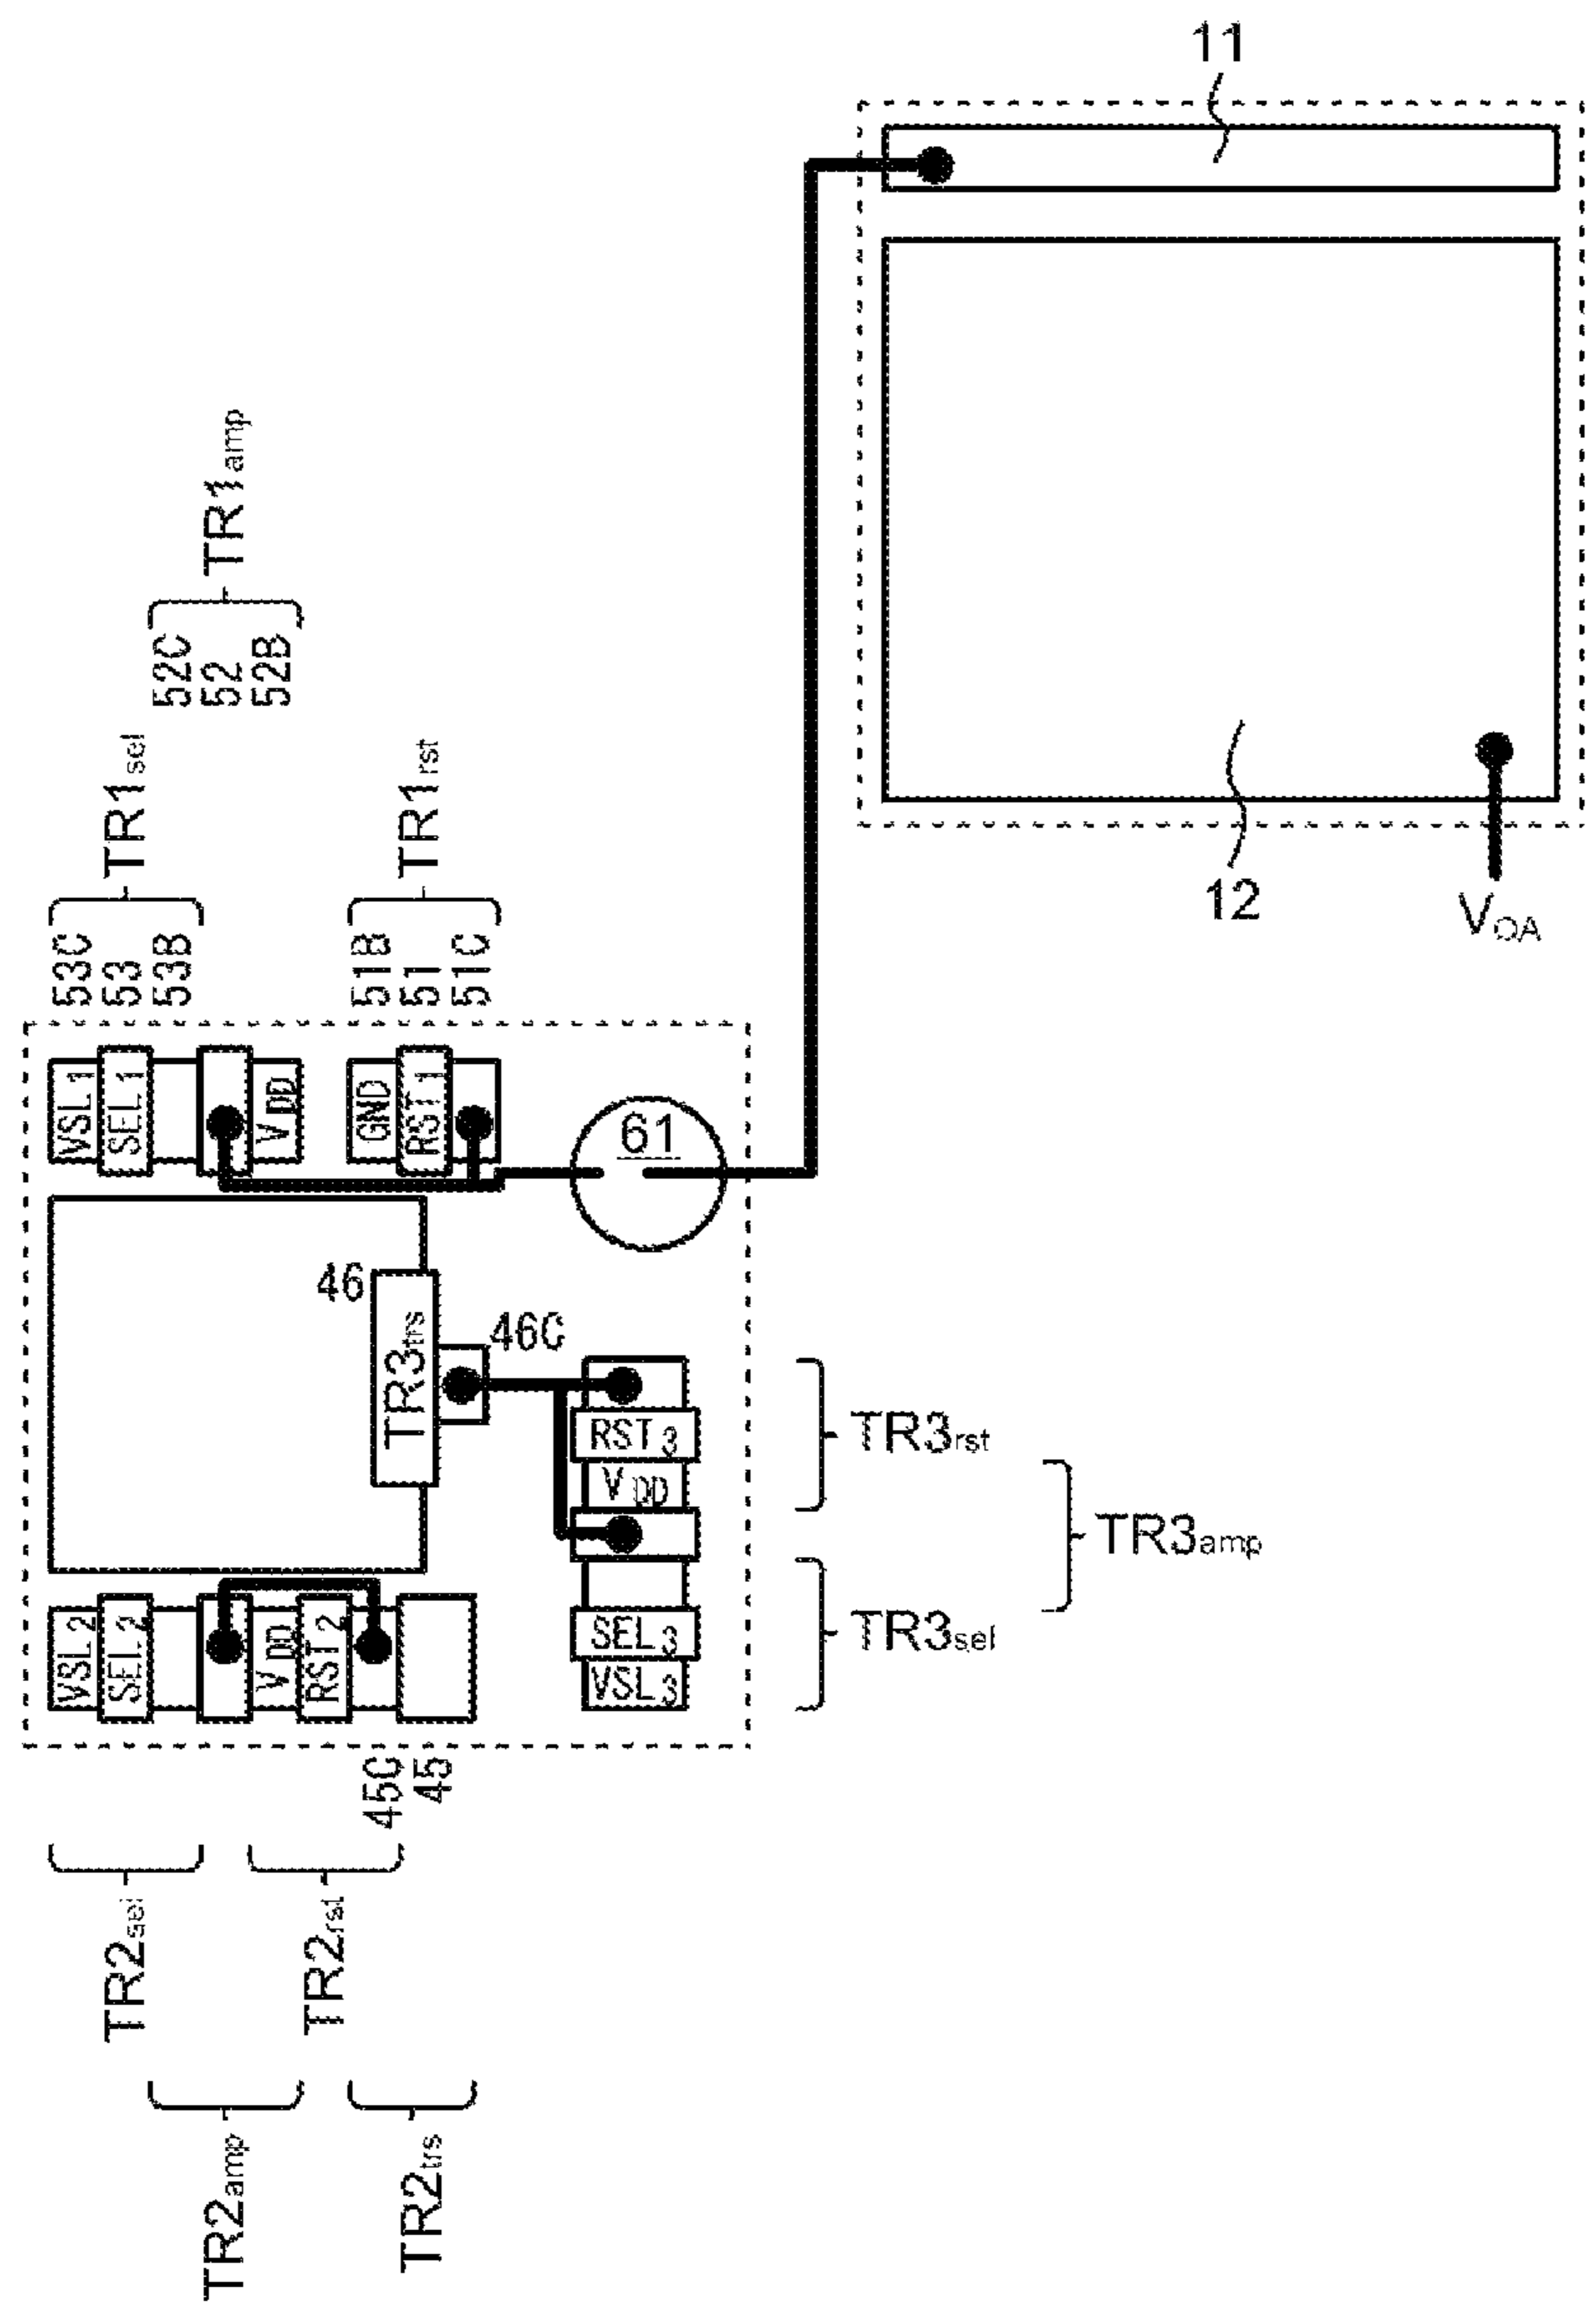 11
TR1amp
52C
52
52B
TR1sel
TR1rst
53C
53
53B
51B
51
51C
12
VOA
VSL1
SEL1
VDD
GND
RST1
61
46
TR3trs
46C
RST3
VDD
SEL3
VSL3
TR3rst
TR3amp
TR3sel
VSL2
SEL2
VDD
RST2
45C
45
TR2sel
TR2rst
TR2amp
TR2trs